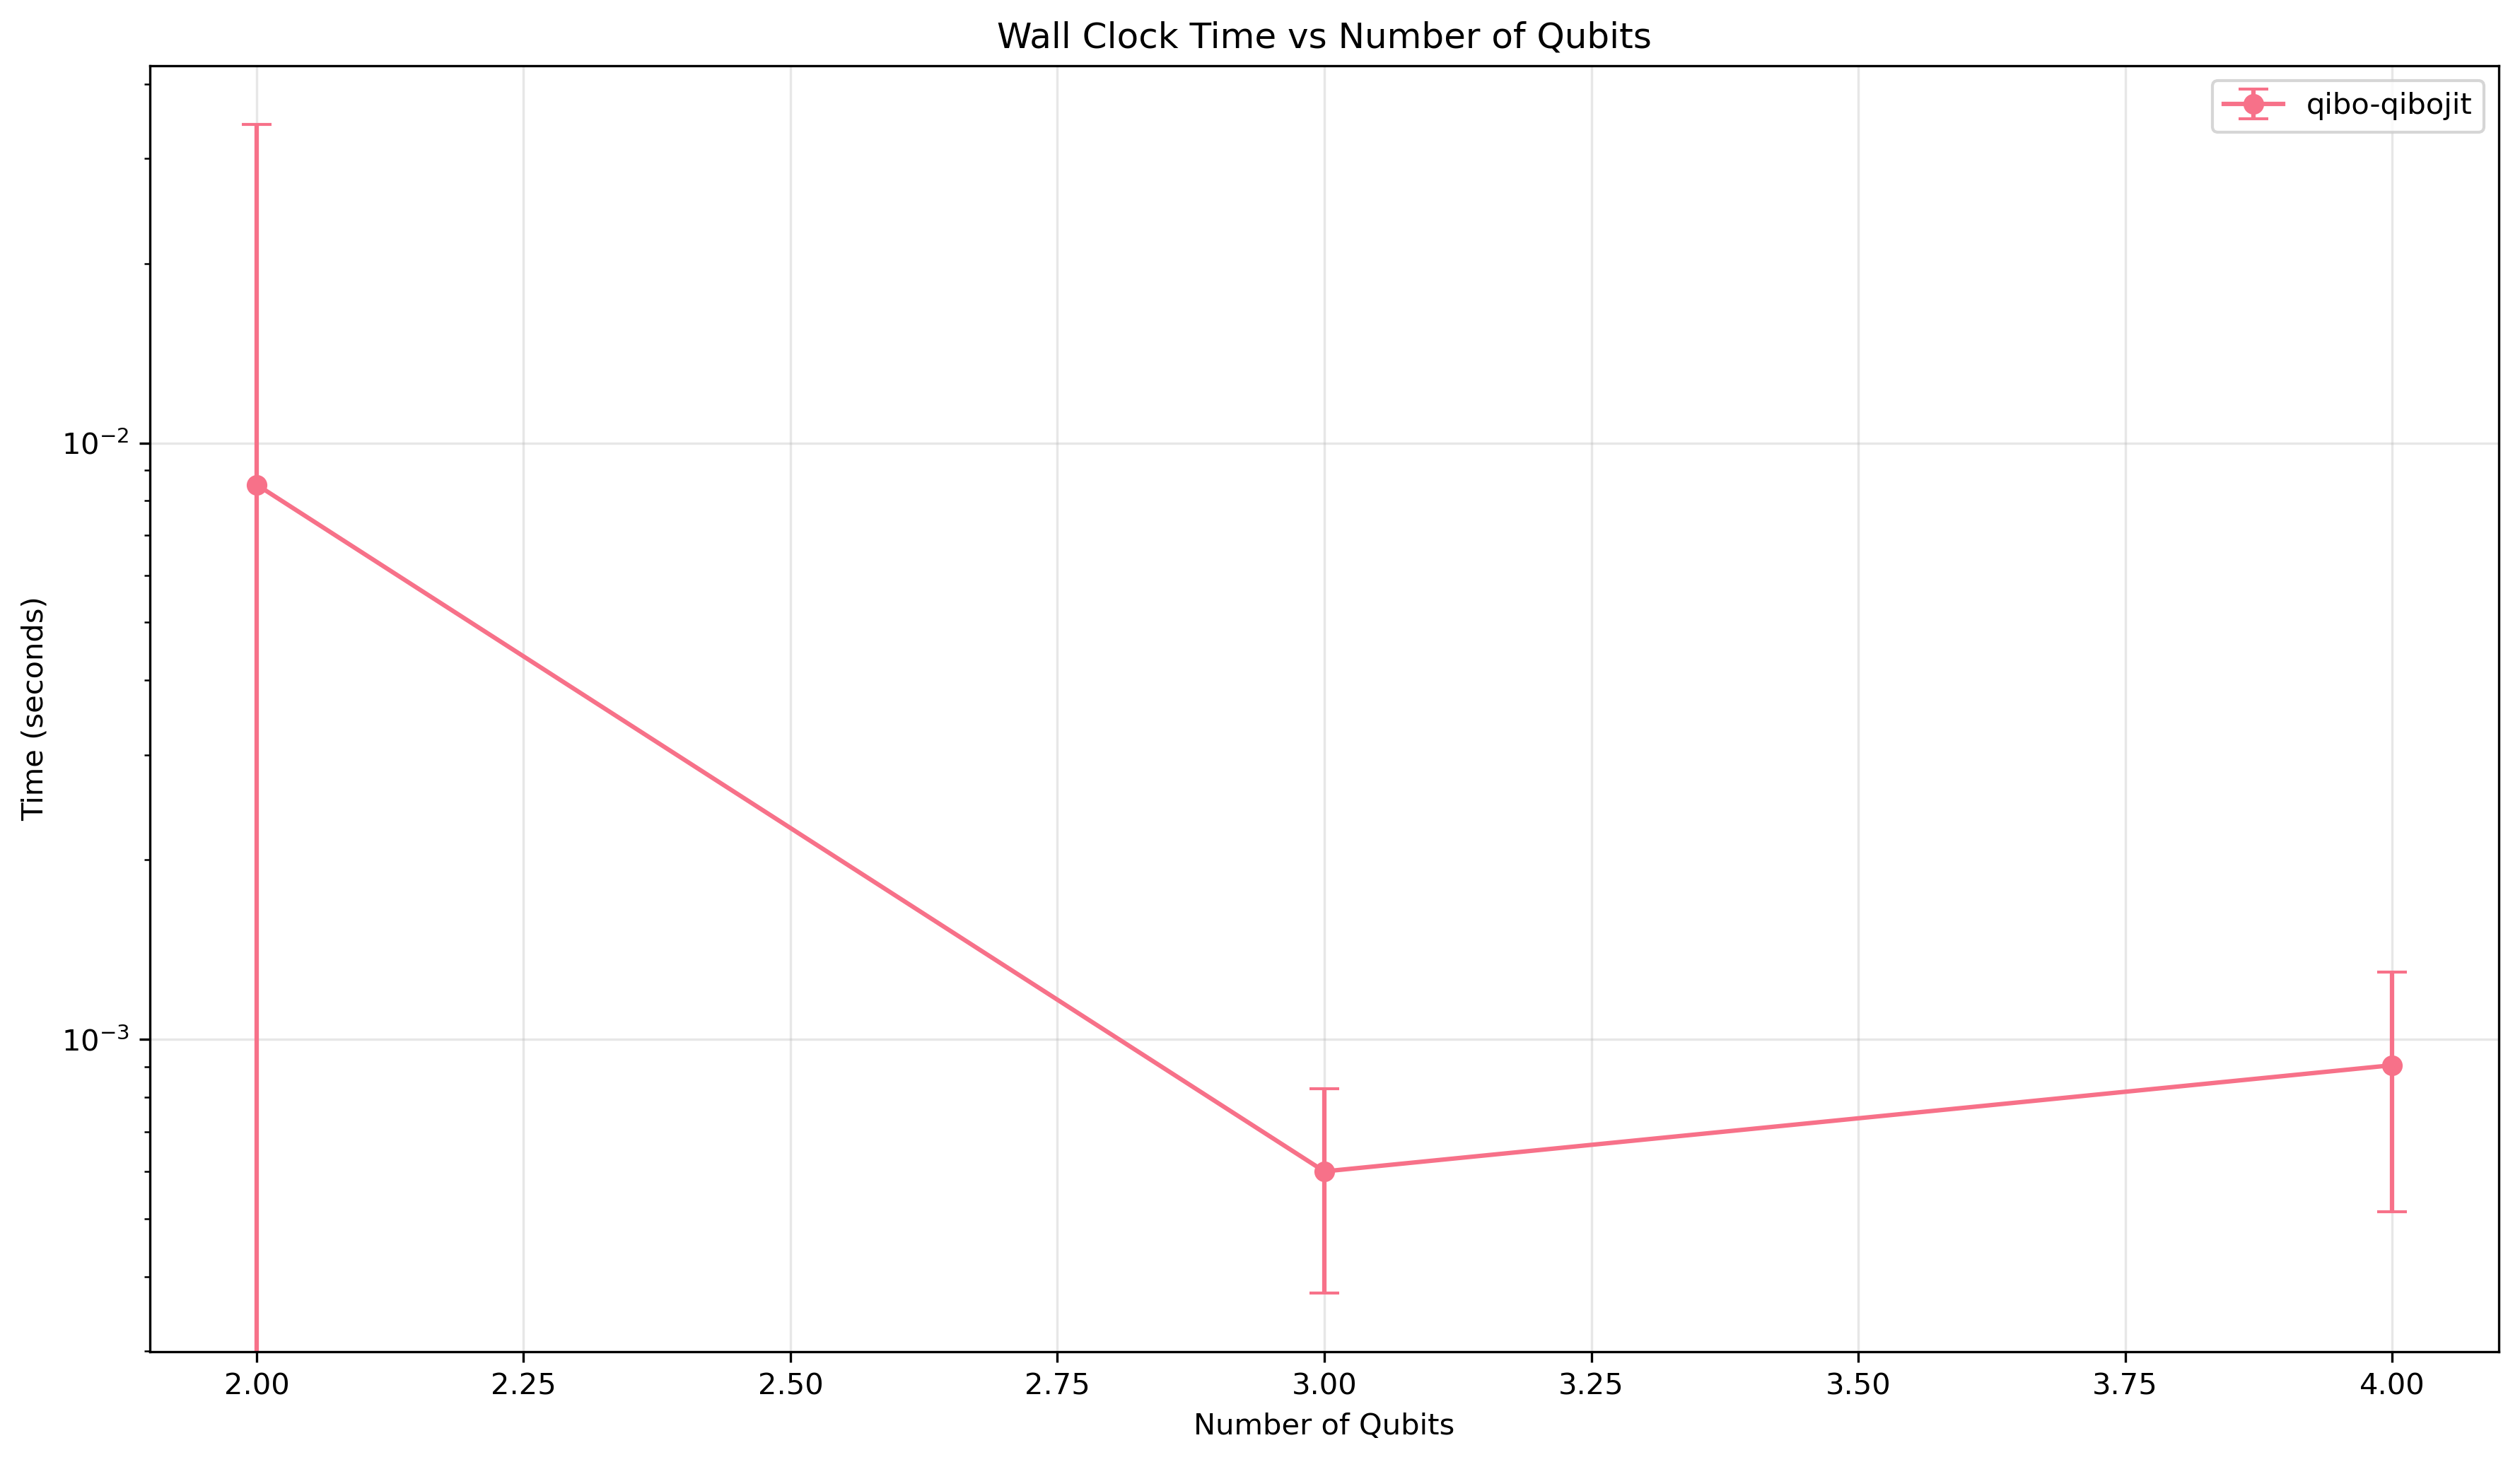 Wall Clock Time vs Number of Qubits
qibo-qibojit
Time (seconds)
10⁻²
10⁻³
2.00 2.25 2.50 2.75 3.00 3.25 3.50 3.75 4.00
Number of Qubits